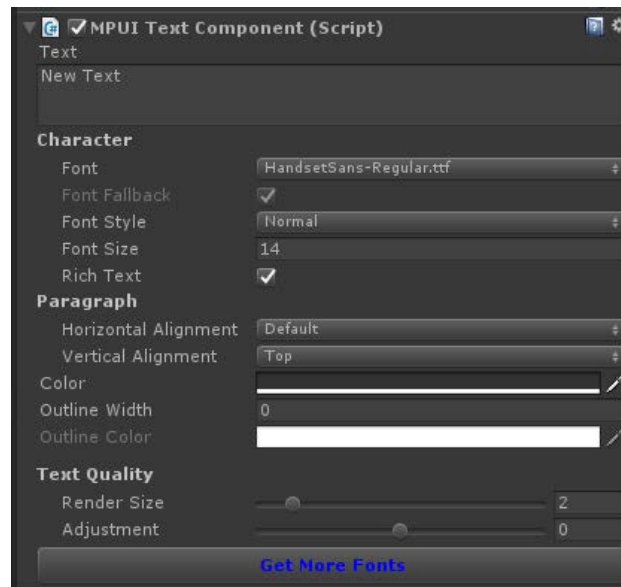 MPUI Text Component (Script)
Text
New Text
Character
Font HandsetSans-Regular.ttf
Font Fallback
Font Style Normal
Font Size 14
Rich Text
Paragraph
Horizontal Alignment Default
Vertical Alignment Top
Color
Outline Width 0
Outline Color
Text Quality
Render Size 2
Adjustment 0
Get More Fonts